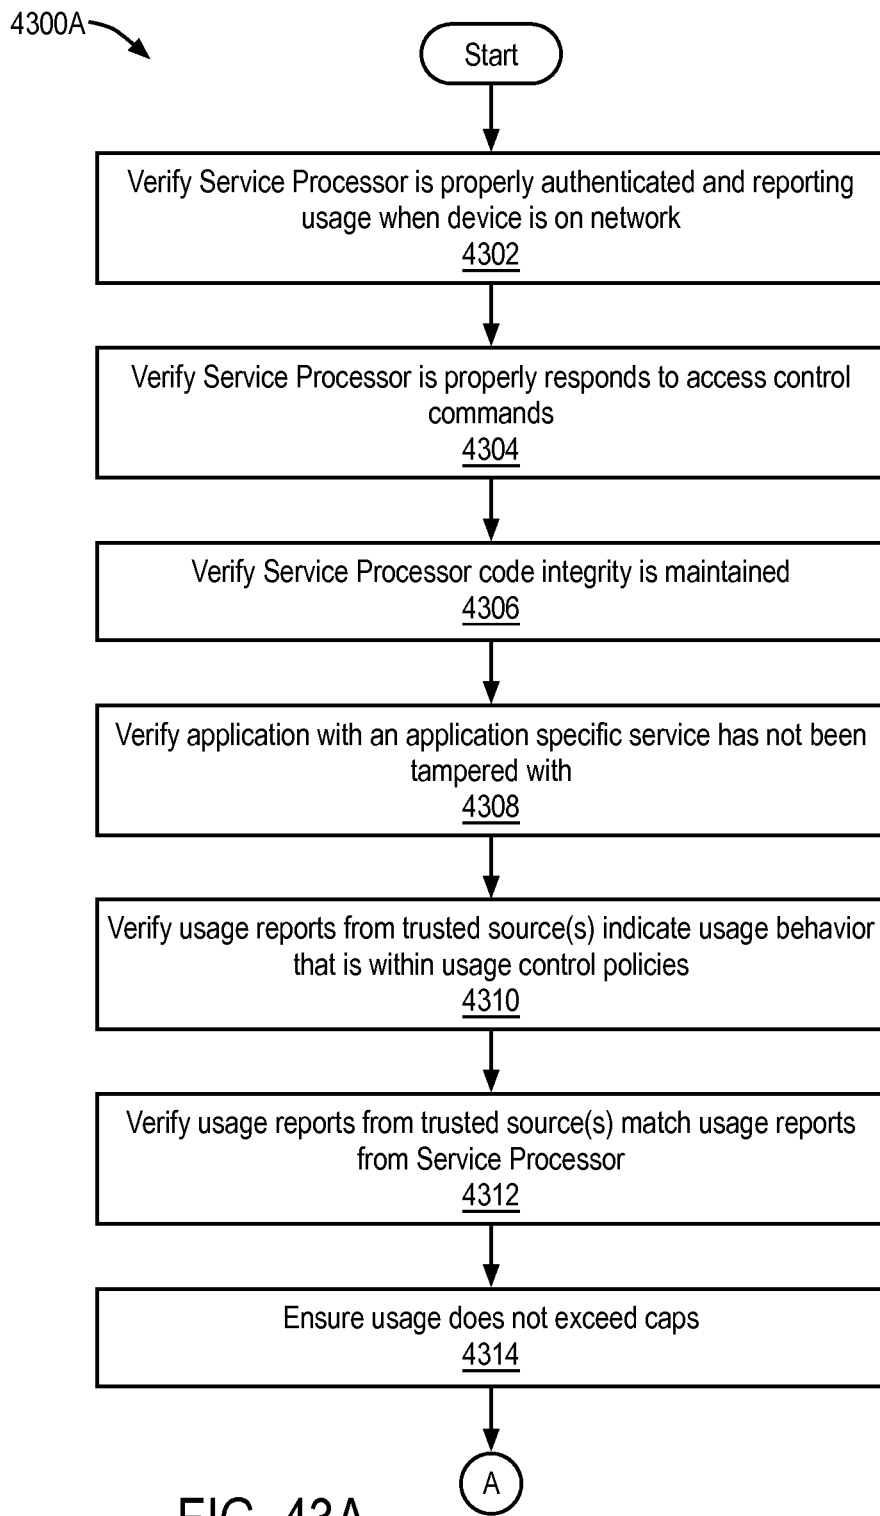 4300A
Start
Verify Service Processor is properly authenticated and reporting
usage when device is on network
4302
Verify Service Processor is properly responds to access control
commands
4304
Verify Service Processor code integrity is maintained
4306
Verify application with an application specific service has not been
tampered with
4308
Verify usage reports from trusted source(s) indicate usage behavior
that is within usage control policies
4310
Verify usage reports from trusted source(s) match usage reports
from Service Processor
4312
Ensure usage does not exceed caps
4314
A
FIG. 43A